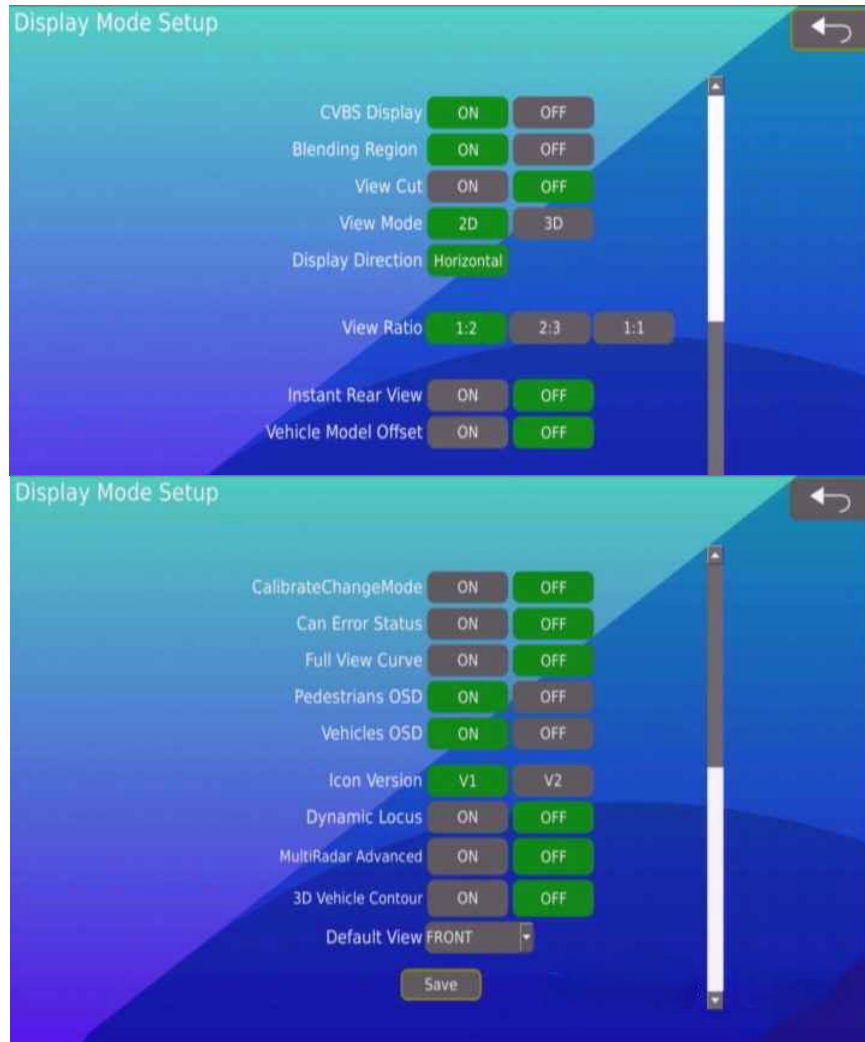 Display Mode Setup
CVBS Display ON OFF
Blending Region ON OFF
View Cut ON OFF
View Mode 2D 3D
Display Direction Horizontal
View Ratio 1:2 2:3 1:1
Instant Rear View ON OFF
Vehicle Model Offset ON OFF
Display Mode Setup
CalibrateChangeMode ON OFF
Can Error Status ON OFF
Full View Curve ON OFF
Pedestrians OSD ON OFF
Vehicles OSD ON OFF
Icon Version V1 V2
Dynamic Locus ON OFF
MultiRadar Advanced ON OFF
3D Vehicle Contour ON OFF
Default View FRONT
Save